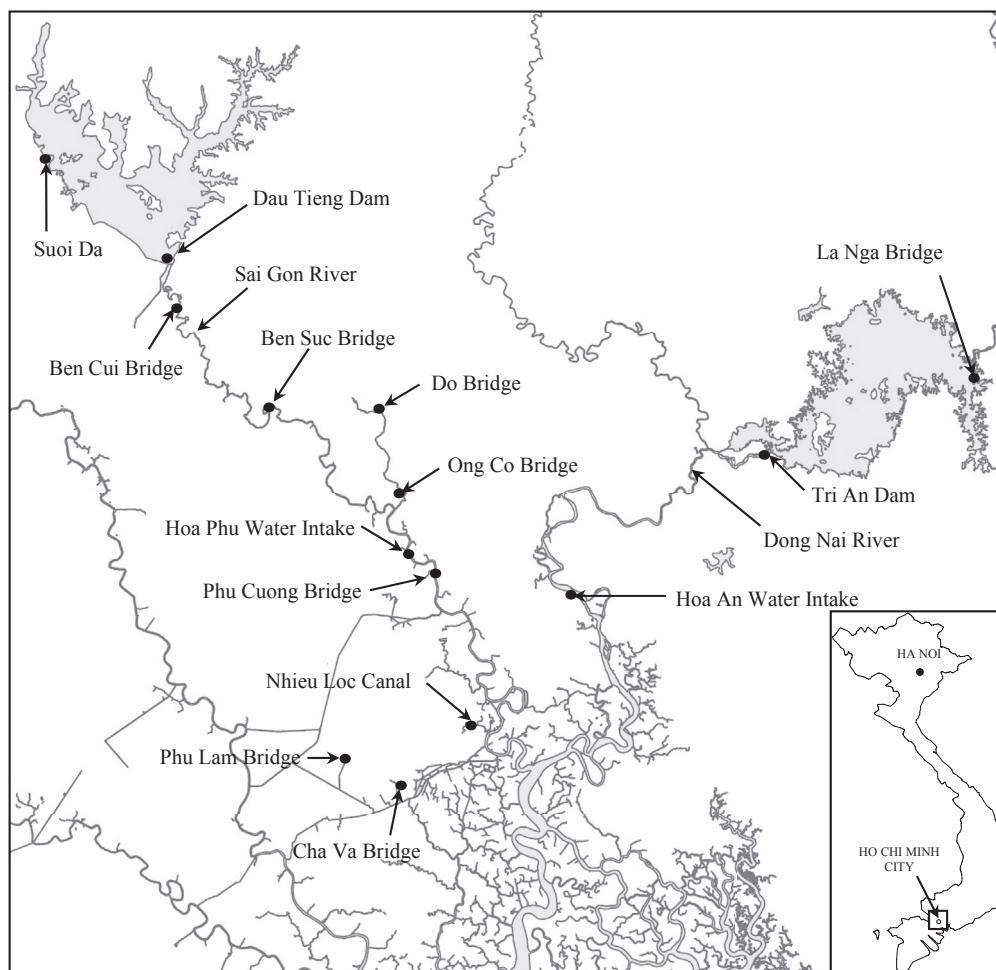 Dau Tieng Dam
Suoi Da
La Nga Bridge
Sai Gon River
Ben Suc Bridge
Ben Cui Bridge
Do Bridge
Ong Co Bridge
Tri An Dam
Hoa Phu Water Intake
Dong Nai River
Phu Cuong Bridge
Hoa An Water Intake
HA NOI
Nhieu Loc Canal
Phu Lam Bridge
Cha Va Bridge
HO CHI MINH
CITY